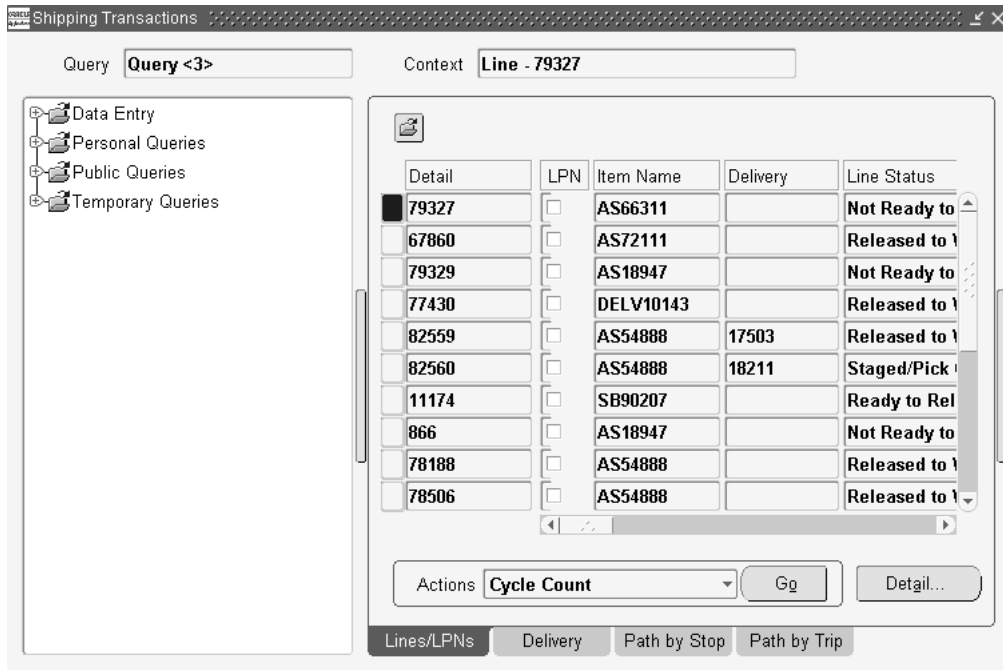 Shipping Transactions
Query Query <3> Context Line - 79327
Data Entry
Personal Queries
Public Queries
Temporary Queries
Detail LPN Item Name Delivery Line Status
79327 AS66311 Not Ready to
67860 AS72111 Released to
79329 AS18947 Not Ready to
77430 DELV10143 Released to
82559 AS54888 17503 Released to
82560 AS54888 18211 Staged/Pick
11174 SB90207 Ready to Rel
866 AS18947 Not Ready to
78188 AS54888 Released to
78506 AS54888 Released to
Actions Cycle Count Go Detail...
Lines/LPNs Delivery Path by Stop Path by Trip